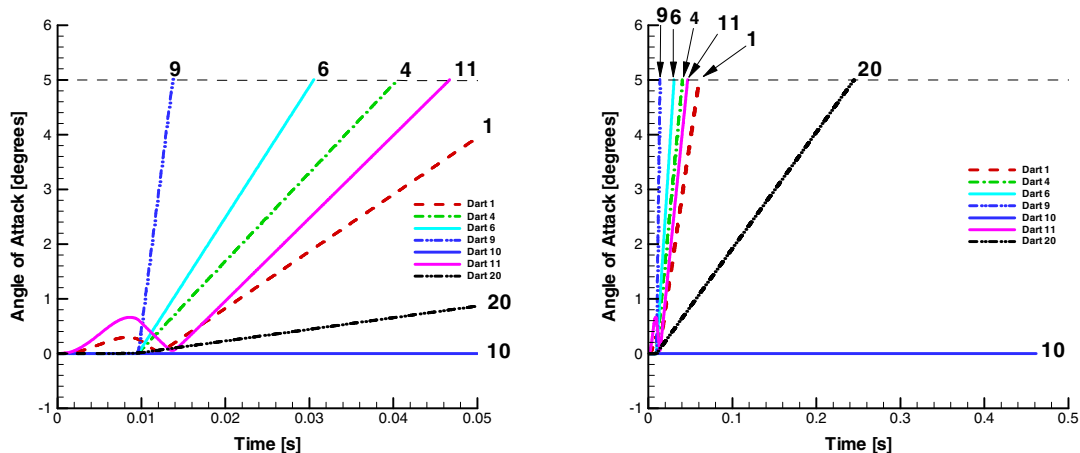 6
5
4
3
2
1
0
-1
0
0.01
0.02
0.03
0.04
0.05
Angle of Attack [degrees]
Time [s]
9
6
4
11
1
20
10
Dart 1
Dart 4
Dart 6
Dart 9
Dart 10
Dart 11
Dart 20
6
5
4
3
2
1
0
-1
0
0.1
0.2
0.3
0.4
0.5
Angle of Attack [degrees]
Time [s]
9
6
4
11
1
20
10
Dart 1
Dart 4
Dart 6
Dart 9
Dart 10
Dart 11
Dart 20